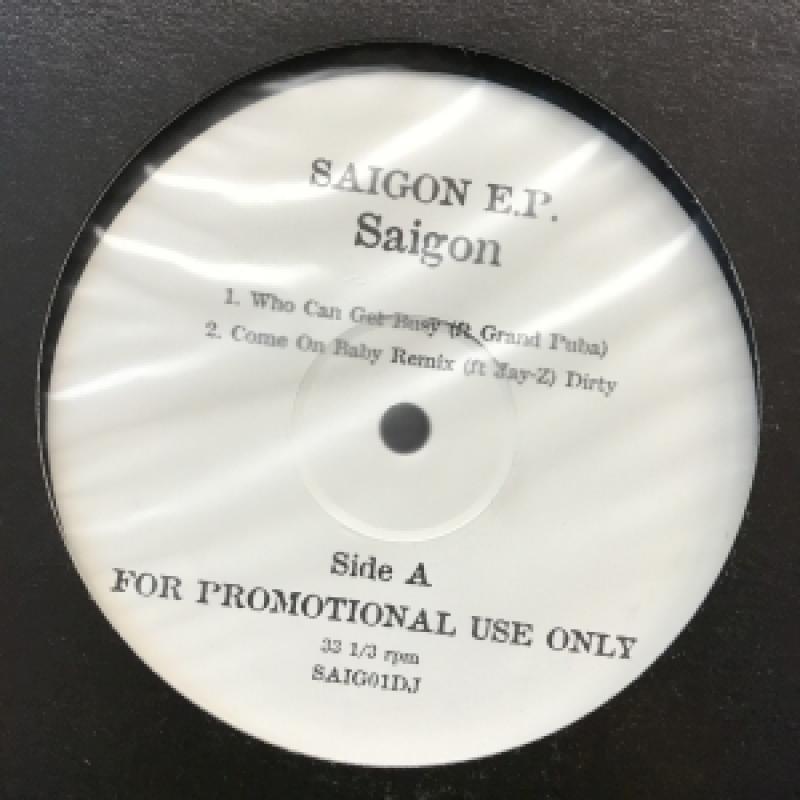 SAIGON E.P.
Saigon
1. Who Can Get Busy (ft Grand Puba)
2. Come On Baby Remix (ft Jay-Z) Dirty
Side A
FOR PROMOTIONAL USE ONLY
33 1/3 rpm
SAIG01DJ